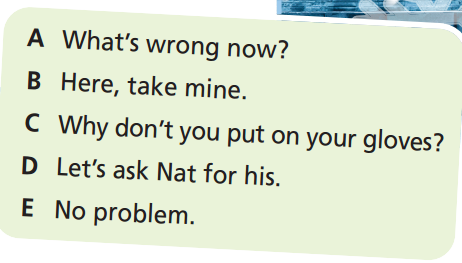 A What's wrong now?
B Here, take mine.
C Why don't you put on your gloves?
D Let's ask Nat for his.
E No problem.